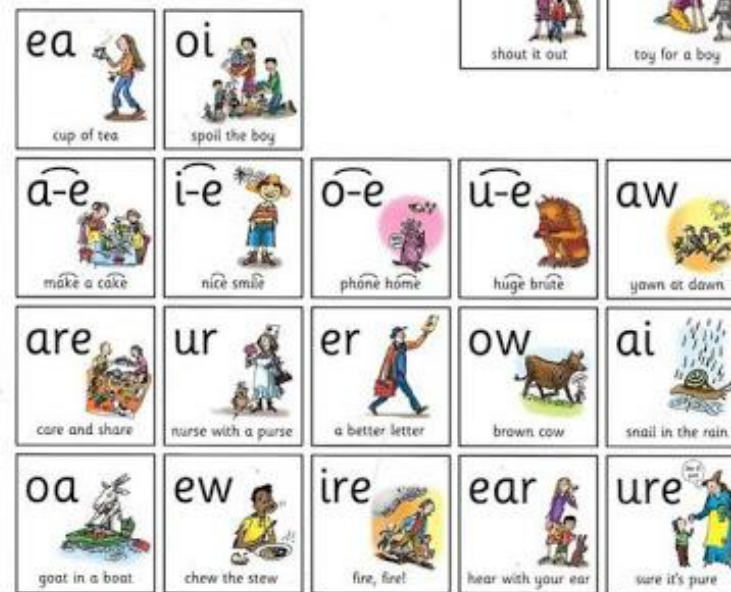 shout it out
toy for a boy
ea
cup of tea
oi
spoil the boy
a-e
make a cake
i-e
nice smile
o-e
phone home
u-e
huge brute
aw
yawn at dawn
are
care and share
ur
nurse with a purse
er
a better letter
ow
brown cow
ai
snail in the rain
oa
goat in a boat
ew
chew the stew
ire
fire, fire!
ear
hear with your ear
ure
sure it's pure